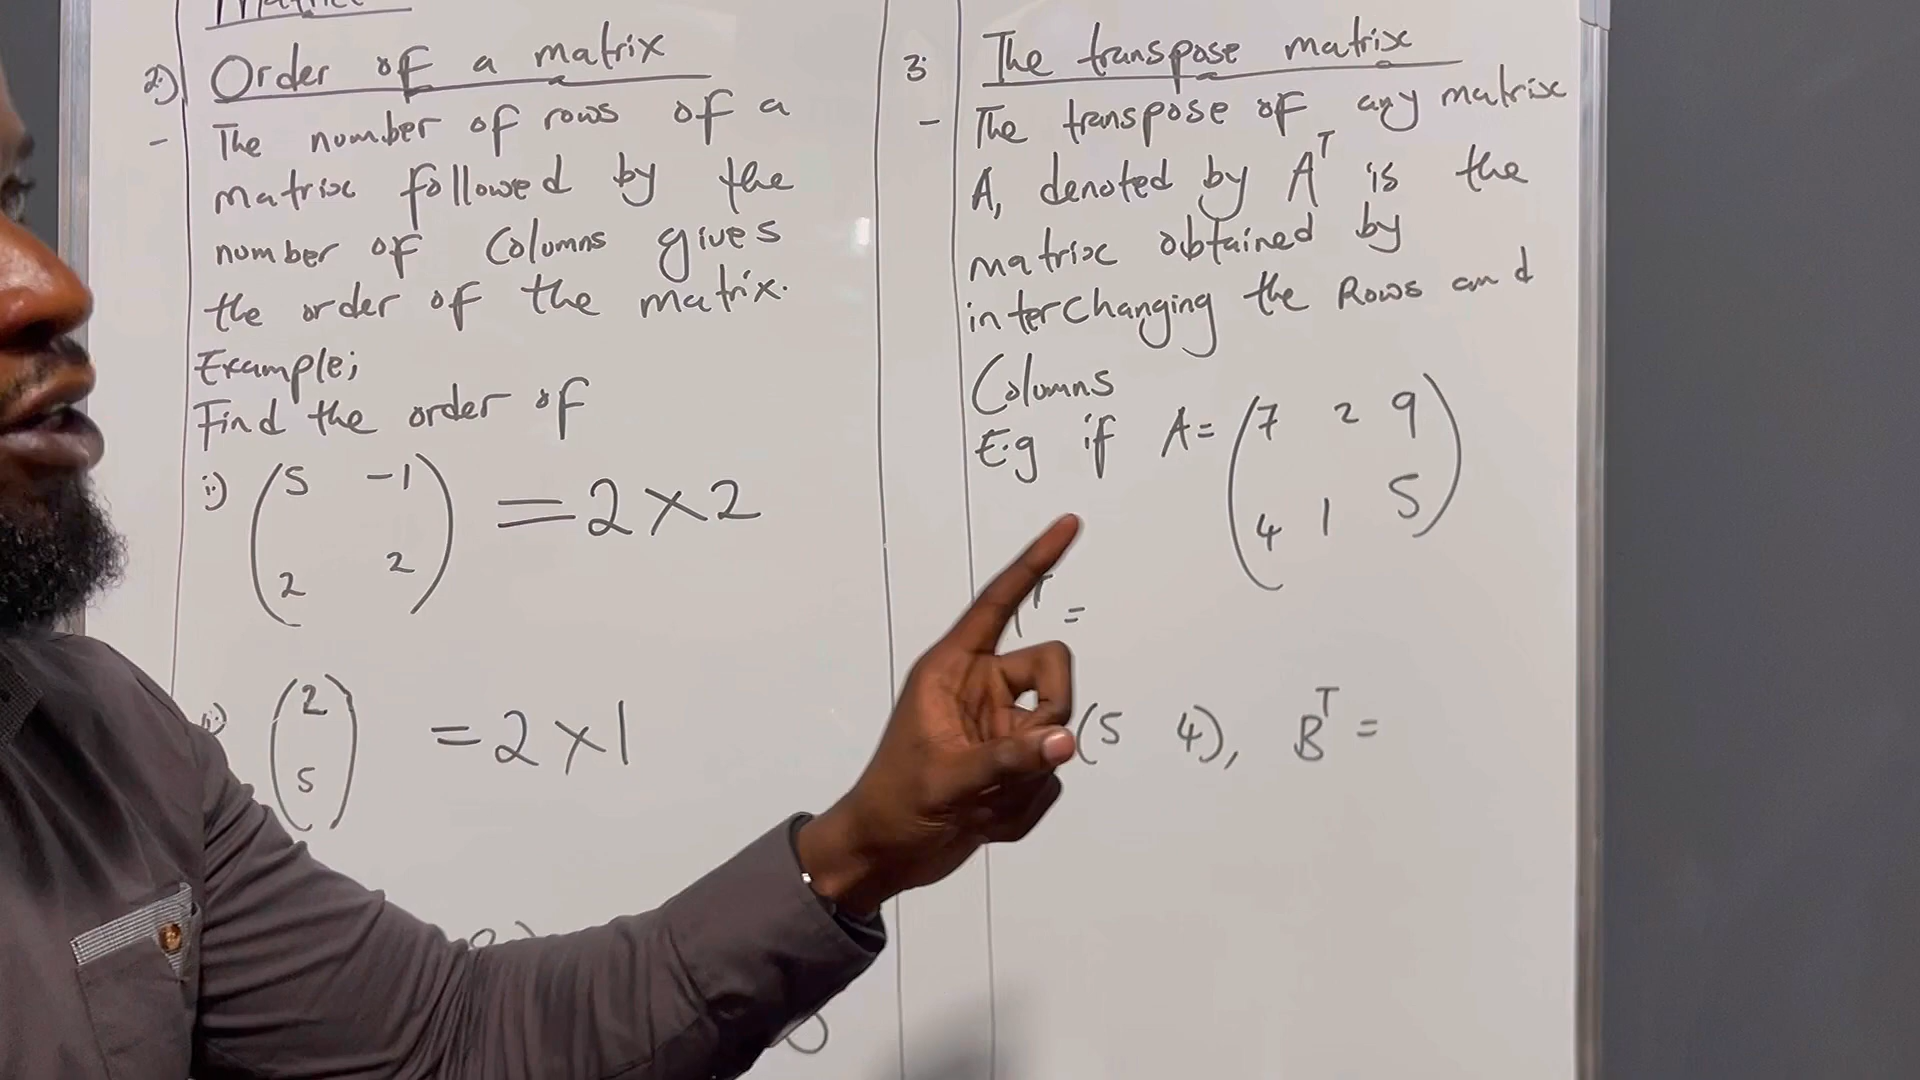 2) Order of a matrix
- The number of rows of a
matrix followed by the
number of Columns gives
the order of the matrix.
Example;
Find the order of
i) (5 -1
2 2) = 2 × 2
(2
5) = 2 × 1
3. The transpose matrix
- The transpose of any matrix
A, denoted by A^T is the
matrix obtained by
interchanging the Rows and
Columns
E.g if A = (7 2 9
4 1 5)
T =
(5 4), B^T =